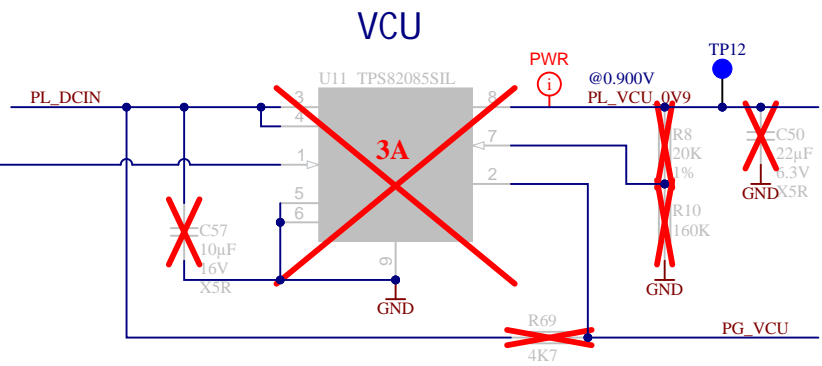 VCU
PWR
TP12
U11 TPS82085SIL
@0.900V
PL_DCIN
3
8
PL_VCU_0V9
4
R8
C50
7
20K
22µF
3A
1
1%
6.3V
2
GND
X5R
5
R10
6
C57
160K
10µF
16V
9
X5R
GND
GND
R69
PG_VCU
4K7